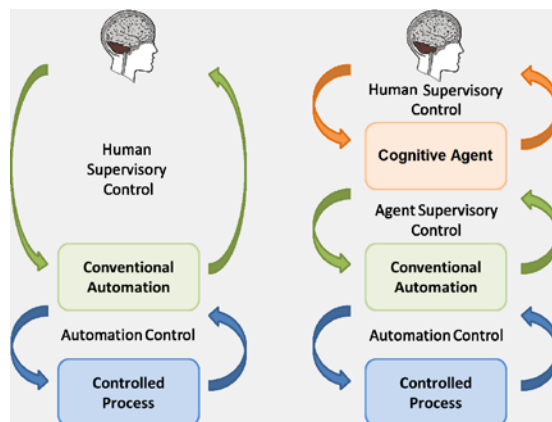 Human
Supervisory
Control
Conventional
Automation
Automation Control
Controlled
Process
Human Supervisory
Control
Cognitive Agent
Agent Supervisory
Control
Conventional
Automation
Automation Control
Controlled
Process